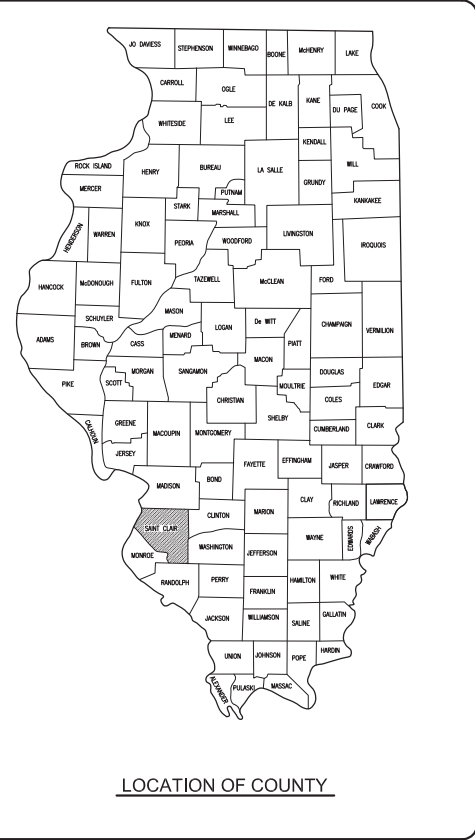 JO DAVIESS
STEPHENSON
WINNEBAGO
BOONE
McHENRY
LAKE
CARROLL
OGLE
DE KALB
KANE
DU PAGE
COOK
WHITESIDE
LEE
KENDALL
WILL
ROCK ISLAND
HENRY
BUREAU
LA SALLE
GRUNDY
MERCER
PUTNAM
KANKAKEE
STARK
MARSHALL
KNOX
HENDERSON
WARREN
PEORIA
WOODFORD
LIVINGSTON
IROQUOIS
HANCOCK
McDONOUGH
FULTON
TAZEWELL
McCLEAN
FORD
SCHUYLER
MASON
LOGAN
De WITT
CHAMPAIGN
VERMILION
ADAMS
BROWN
CASS
MENARD
PIATT
MACON
PIKE
SCOTT
MORGAN
SANGAMON
MOULTRIE
DOUGLAS
EDGAR
CHRISTIAN
COLES
CALHOUN
GREENE
MACOUPIN
MONTGOMERY
SHELBY
CUMBERLAND
CLARK
JERSEY
FAYETTE
EFFINGHAM
JASPER
CRAWFORD
MADISON
BOND
CLAY
RICHLAND
LAWRENCE
SAINT CLAIR
CLINTON
MARION
WAYNE
EDWARDS
WABASH
MONROE
WASHINGTON
JEFFERSON
RANDOLPH
PERRY
HAMILTON
WHITE
FRANKLIN
JACKSON
WILLIAMSON
SALINE
GALLATIN
UNION
JOHNSON
POPE
HARDIN
ALEXANDER
PULASKI
MASSAC
LOCATION OF COUNTY